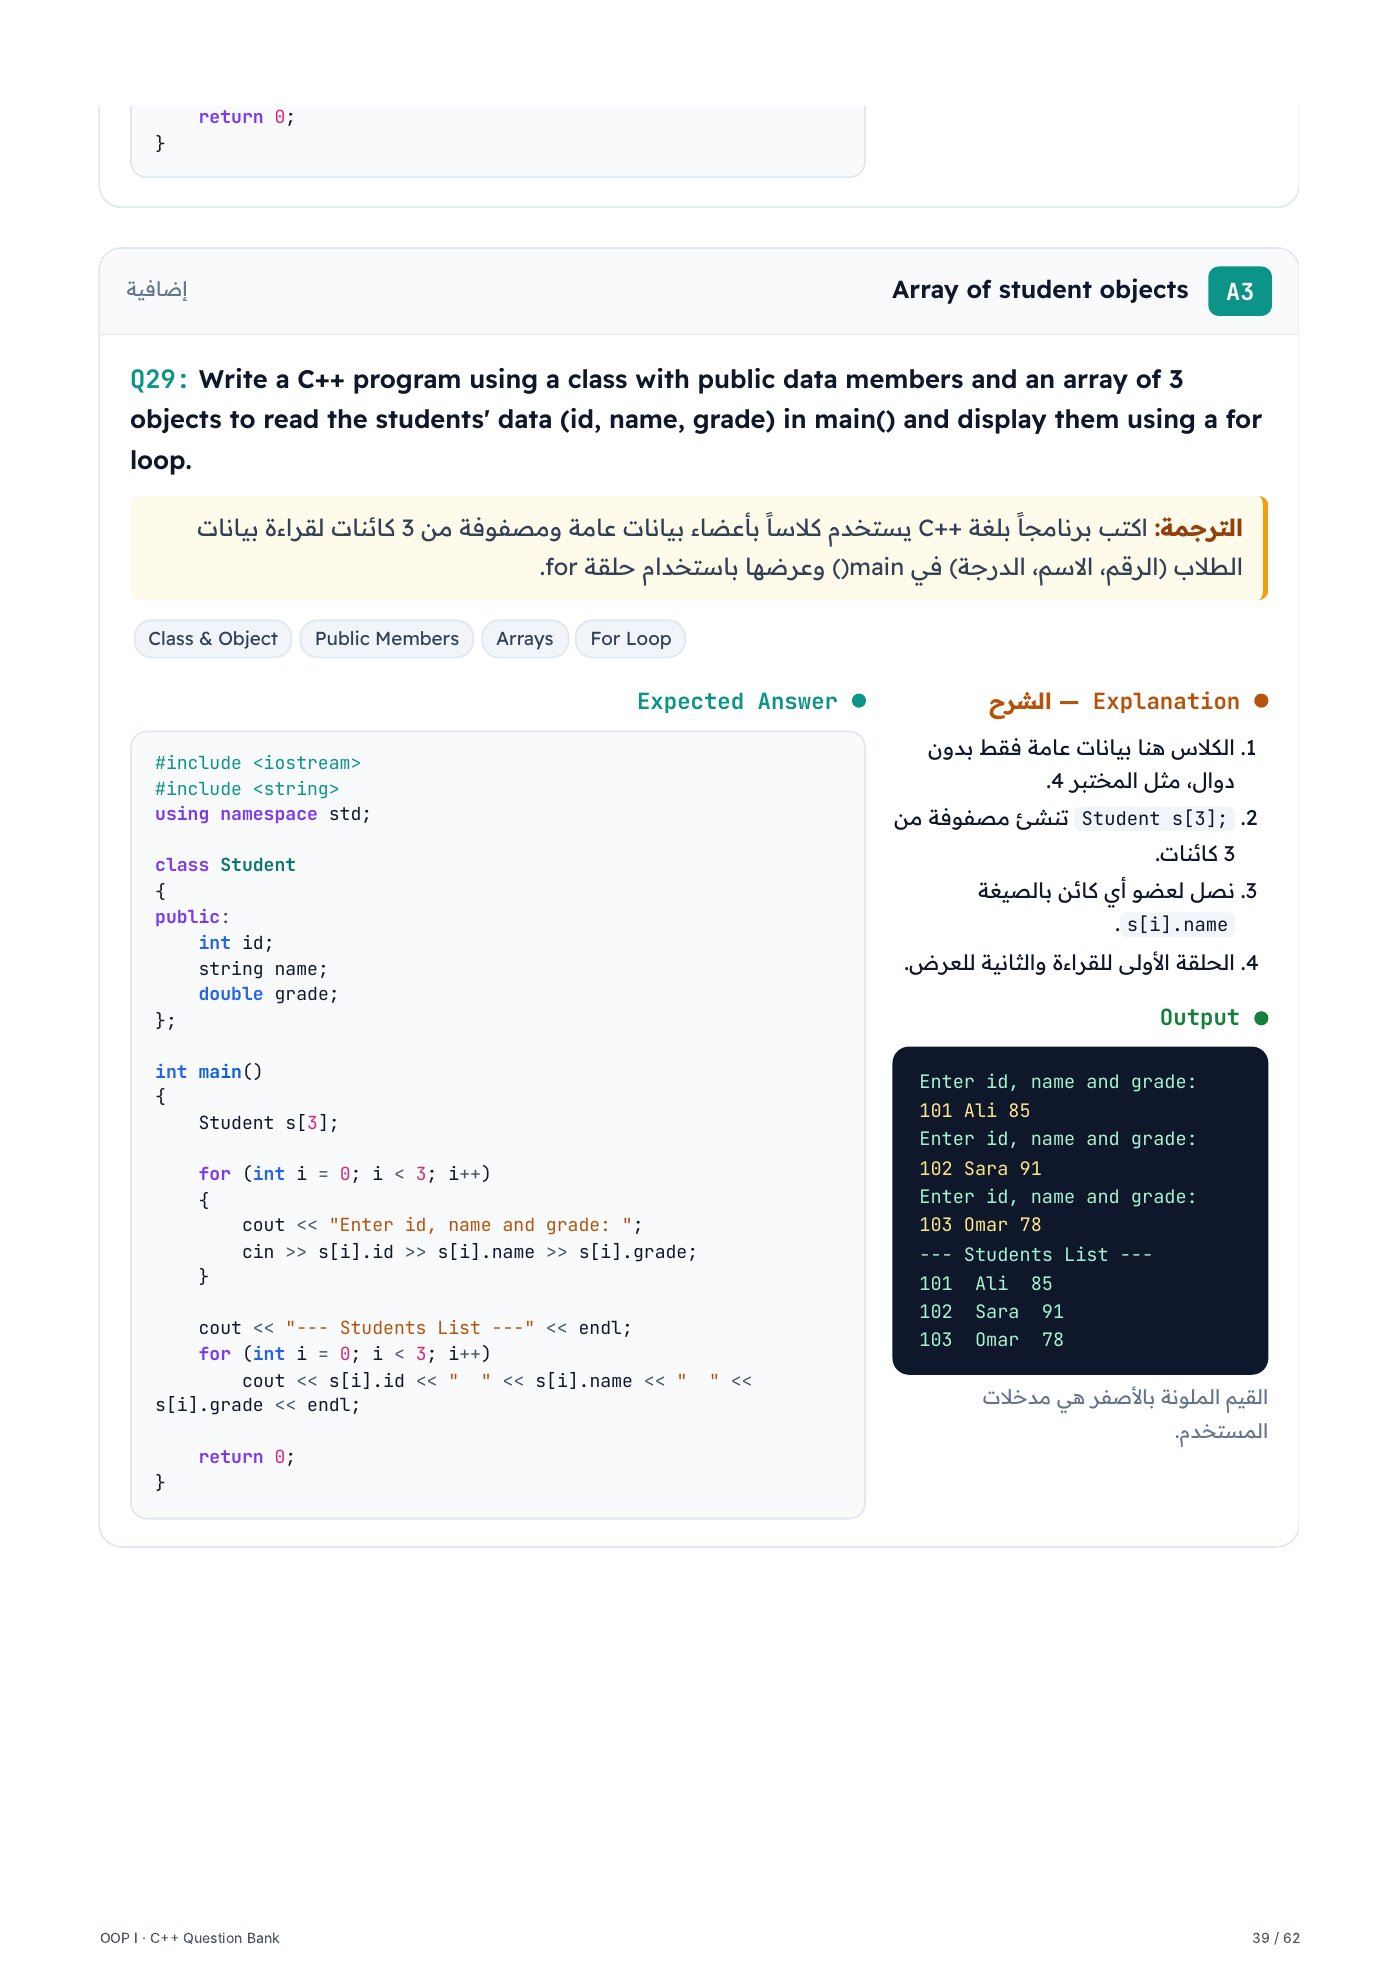 return 0;
}
A3 Array of student objects إضافية
Q29: Write a C++ program using a class with public data members and an array of 3
objects to read the students' data (id, name, grade) in main() and display them using a for
loop.
الترجمة: اكتب برنامجاً بلغة C++ يستخدم كلاساً بأعضاء بيانات عامة ومصفوفة من 3 كائنات لقراءة بيانات
الطلاب (الرقم، الاسم، الدرجة) في main() وعرضها باستخدام حلقة for.
Class & Object Public Members Arrays For Loop
Explanation — الشرح
1. الكلاس هنا بيانات عامة فقط بدون
دوال، مثل المختبر 4.
2. Student s[3]; تنشئ مصفوفة من
3 كائنات.
3. نصل لعضو أي كائن بالصيغة
s[i].name.
4. الحلقة الأولى للقراءة والثانية للعرض.
Output
Enter id, name and grade:
101 Ali 85
Enter id, name and grade:
102 Sara 91
Enter id, name and grade:
103 Omar 78
--- Students List ---
101  Ali  85
102  Sara  91
103  Omar  78
القيم الملونة بالأصفر هي مدخلات
المستخدم.
Expected Answer
#include <iostream>
#include <string>
using namespace std;
class Student
{
public:
    int id;
    string name;
    double grade;
};
int main()
{
    Student s[3];
    for (int i = 0; i < 3; i++)
    {
        cout << "Enter id, name and grade: ";
        cin >> s[i].id >> s[i].name >> s[i].grade;
    }
    cout << "--- Students List ---" << endl;
    for (int i = 0; i < 3; i++)
        cout << s[i].id << "  " << s[i].name << "  " <<
s[i].grade << endl;
    return 0;
}
OOP I · C++ Question Bank 39 / 62